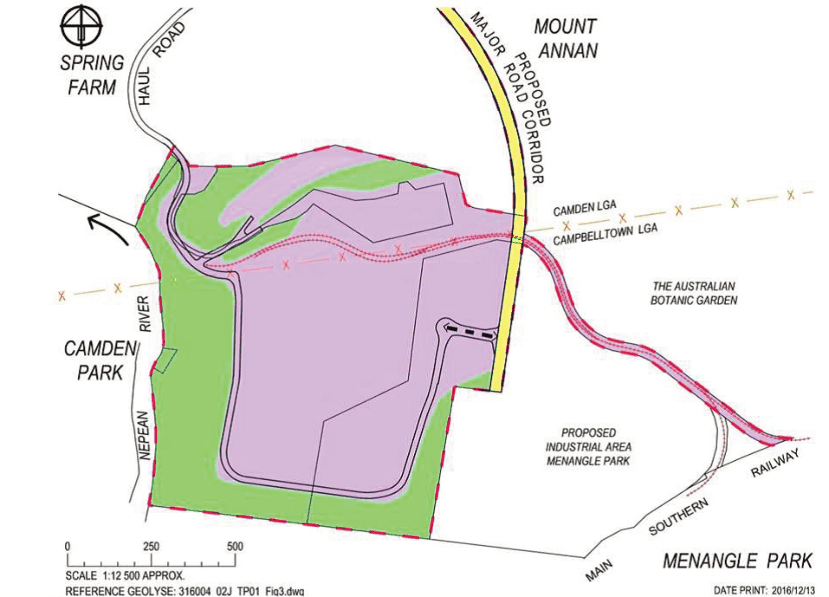 SPRING
FARM
HAUL ROAD
MOUNT
ANNAN
PROPOSED
MAJOR ROAD CORRIDOR
CAMDEN LGA
CAMPBELLTOWN LGA
THE AUSTRALIAN
BOTANIC GARDEN
CAMDEN
PARK
NEPEAN RIVER
PROPOSED
INDUSTRIAL AREA
MENANGLE PARK
MAIN SOUTHERN RAILWAY
MENANGLE PARK
0 250 500
SCALE 1:12 500 APPROX.
REFERENCE GEOLYSE: 316004_02J_TP01_Fig3.dwg
DATE PRINT: 2016/12/13